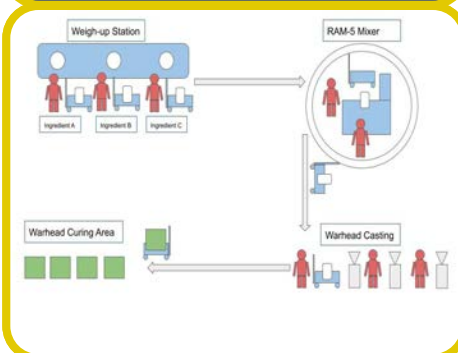 Weigh-up Station
RAM-5 Mixer
Ingredient A
Ingredient B
Ingredient C
Warhead Curing Area
Warhead Casting